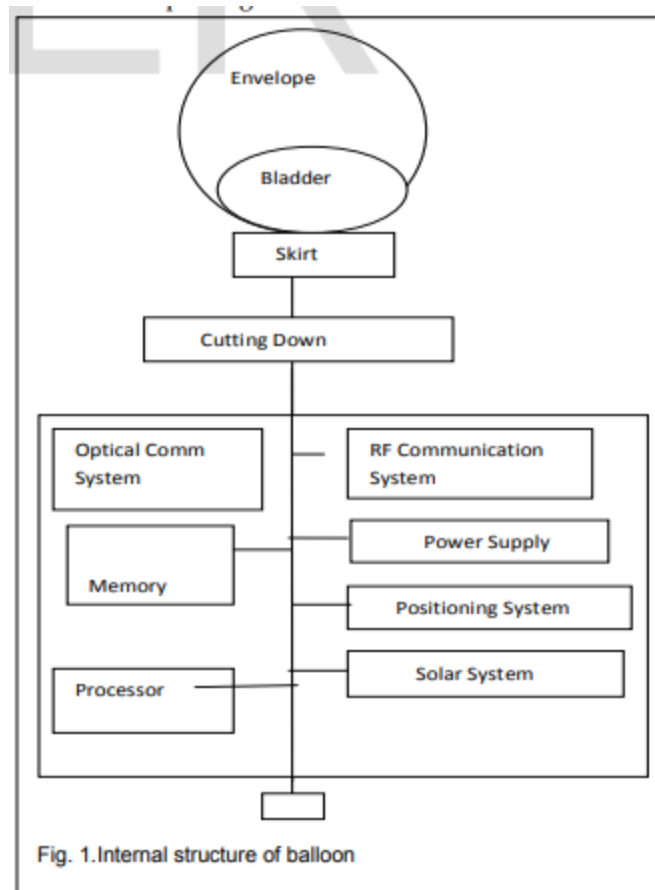 Envelope
Bladder
Skirt
Cutting Down
Optical Comm
System
RF Communication
System
Memory
Power Supply
Positioning System
Processor
Solar System
Fig. 1.Internal structure of balloon